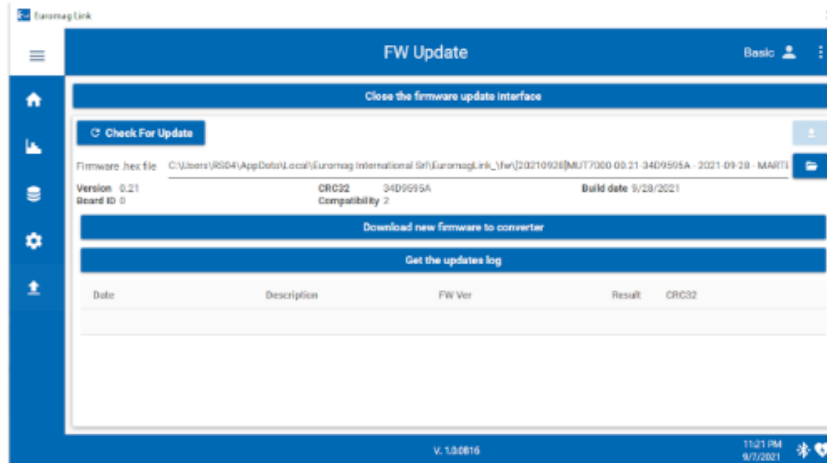 Euromag Link
FW Update
Basic
Close the firmware update interface
Check For Update
Firmware .hex file C:\Users\RS04\AppData\Local\Euromag International Srl\EuromagLink_\fw\[20210928]MUT7000-00.21-34D9595A - 2021-09-28 - MARTI
Version 0.21 CRC32 34D9595A Build date 9/28/2021
Board ID 0 Compatibility 2
Download new firmware to converter
Get the updates log
Date Description FW Ver Result CRC32
V. 1.0.0816
11:21 PM
9/7/2021